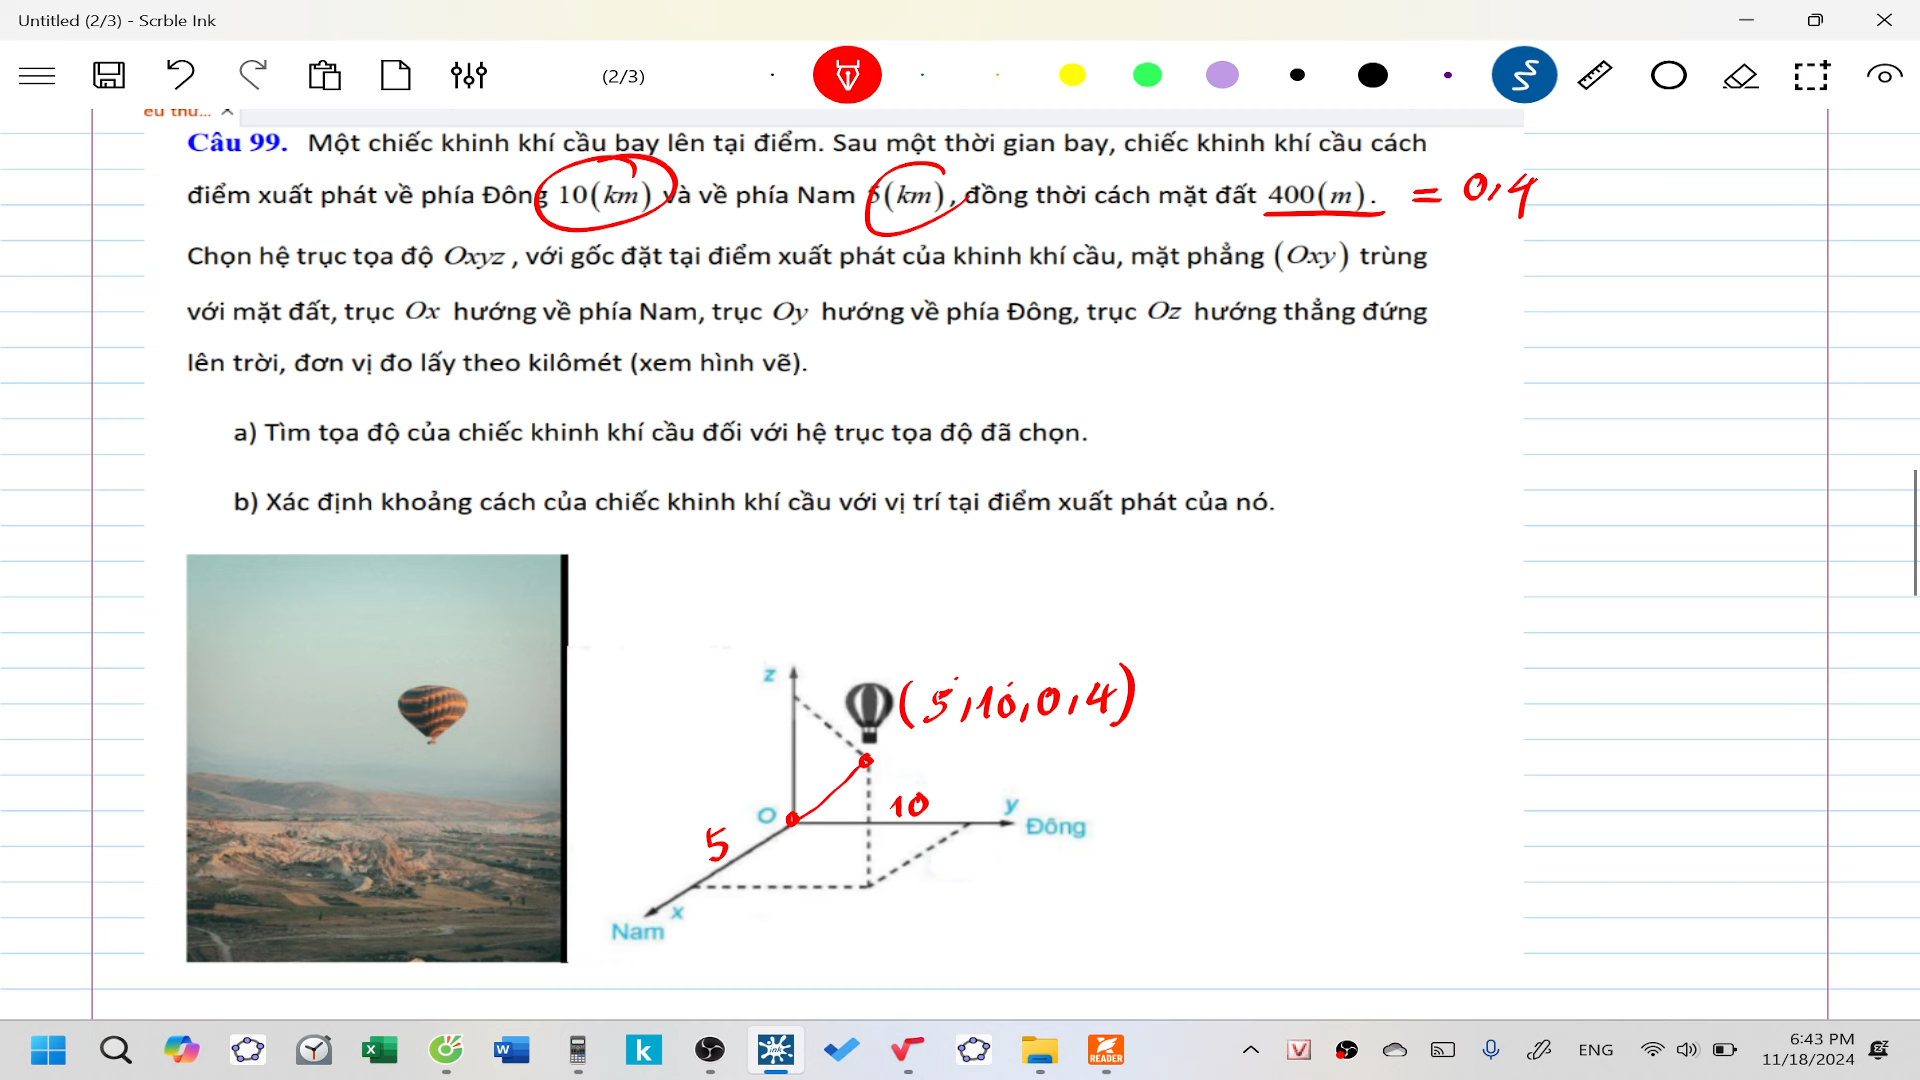 Untitled (2/3) - Scrble Ink
(2/3)
eu thu... ^
Câu 99. Một chiếc khinh khí cầu bay lên tại điểm. Sau một thời gian bay, chiếc khinh khí cầu cách
điểm xuất phát về phía Đông 10(km) và về phía Nam 5(km), đồng thời cách mặt đất 400(m). = 0,4
Chọn hệ trục tọa độ Oxyz, với gốc đặt tại điểm xuất phát của khinh khí cầu, mặt phẳng (Oxy) trùng
với mặt đất, trục Ox hướng về phía Nam, trục Oy hướng về phía Đông, trục Oz hướng thẳng đứng
lên trời, đơn vị đo lấy theo kilômét (xem hình vẽ).
a) Tìm tọa độ của chiếc khinh khí cầu đối với hệ trục tọa độ đã chọn.
b) Xác định khoảng cách của chiếc khinh khí cầu với vị trí tại điểm xuất phát của nó.
z
(5,10,0,4)
10
O
y
Đông
5
x
Nam
ink
READER
ENG
6:43 PM
11/18/2024